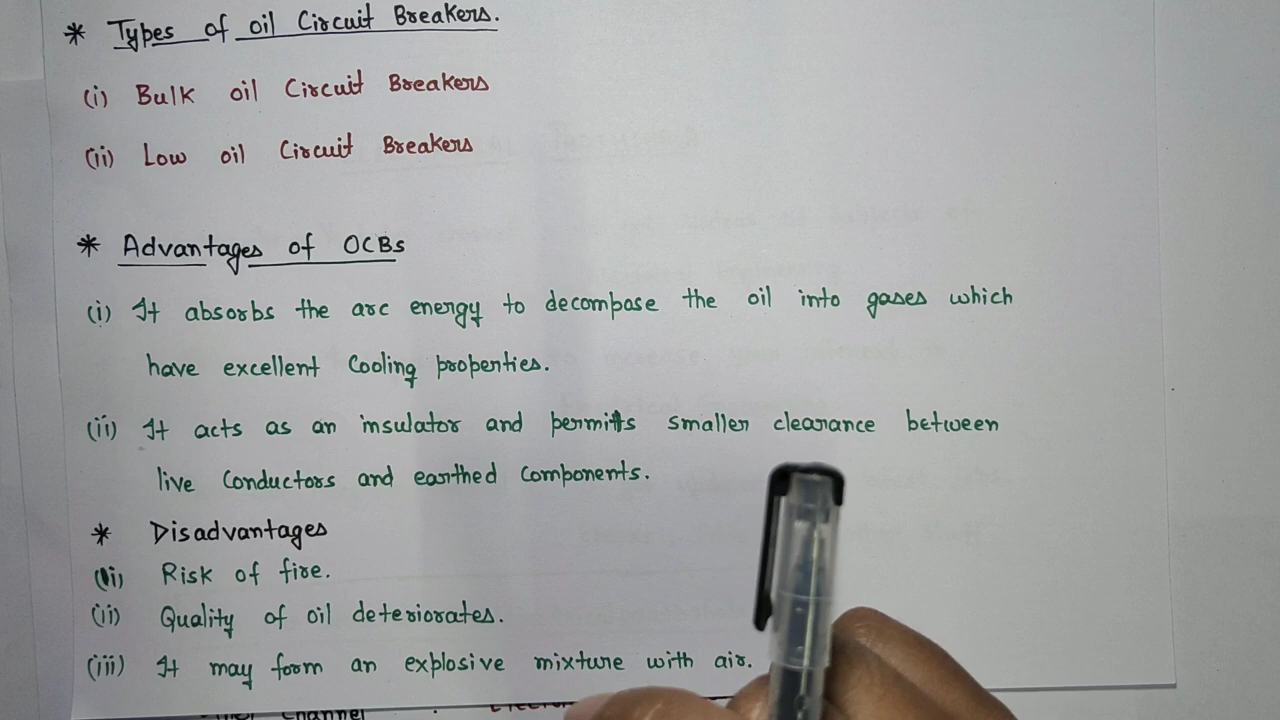 * Types of oil Circuit Breakers.
(i) Bulk oil Circuit Breakers
(ii) Low oil Circuit Breakers
* Advantages of OCBs
(i) It absorbs the arc energy to decompase the oil into gases which
have excellent Cooling properties.
(ii) It acts as an insulator and permits smaller clearance between
live Conductors and earthed Components.
* Disadvantages
(i) Risk of fire.
(ii) Quality of oil deteriorates.
(iii) It may form an explosive mixture with air.
Channel :